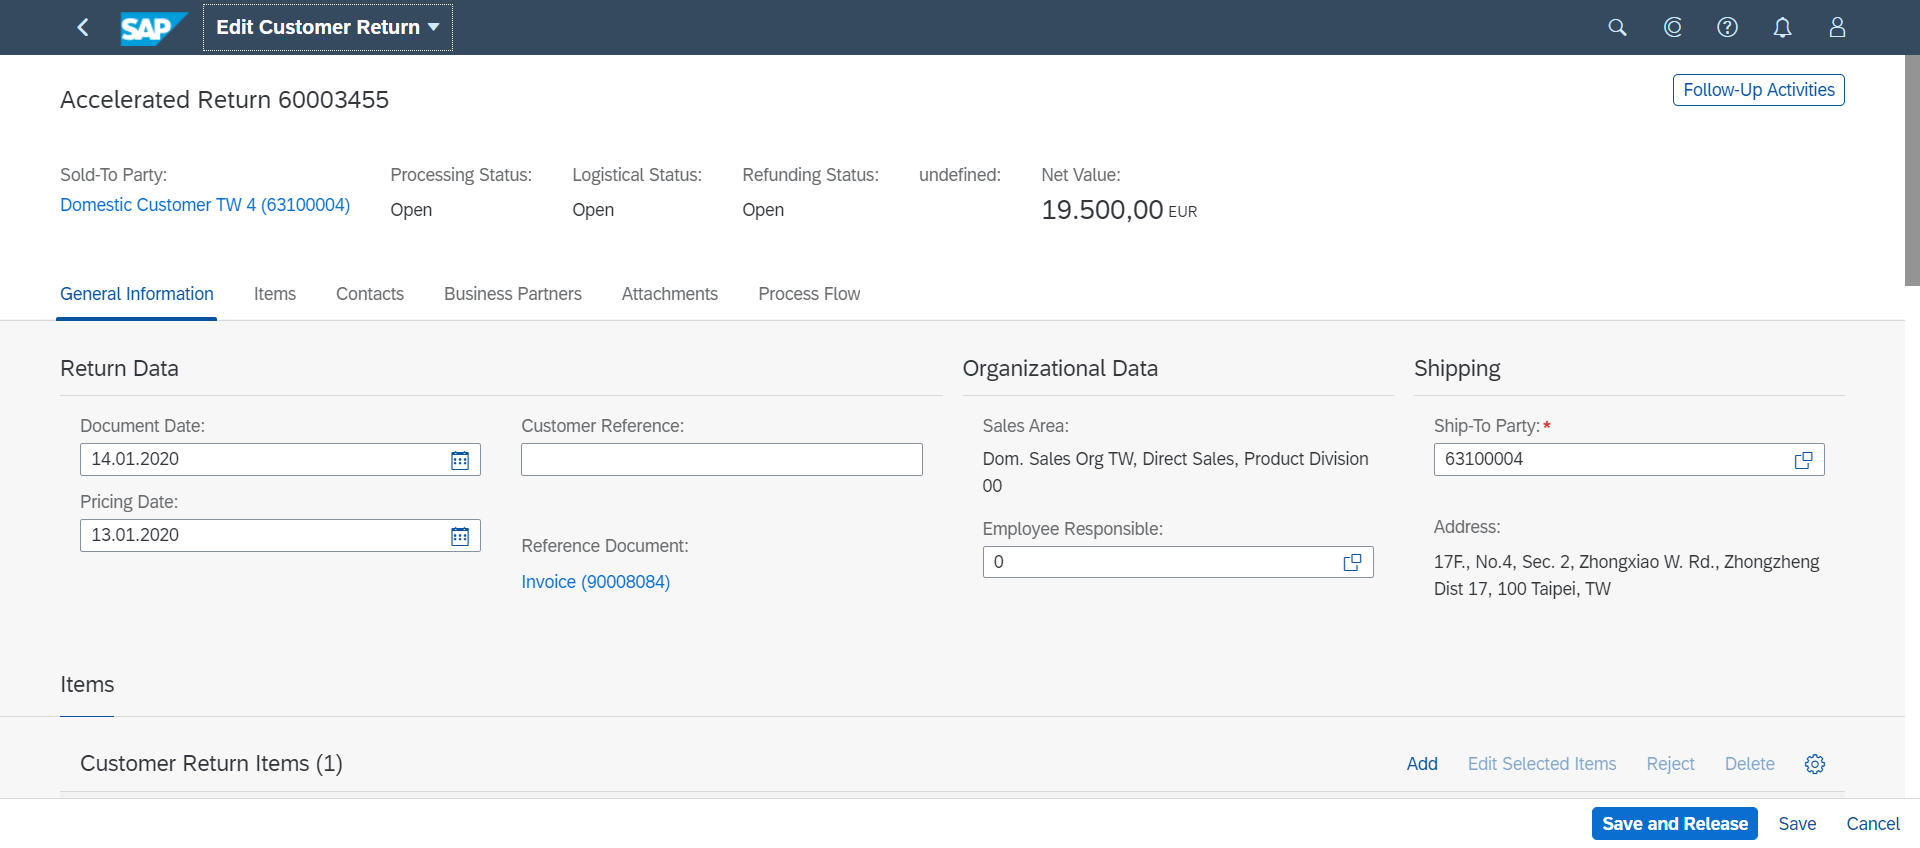 SAP Edit Customer Return
Accelerated Return 60003455
Follow-Up Activities
Sold-To Party:
Domestic Customer TW 4 (63100004)
Processing Status:
Open
Logistical Status:
Open
Refunding Status:
Open
undefined:
Net Value:
19.500,00 EUR
General Information Items Contacts Business Partners Attachments Process Flow
Return Data
Document Date:
14.01.2020
Pricing Date:
13.01.2020
Customer Reference:
Reference Document:
Invoice (90008084)
Organizational Data
Sales Area:
Dom. Sales Org TW, Direct Sales, Product Division
00
Employee Responsible:
0
Shipping
Ship-To Party:*
63100004
Address:
17F., No.4, Sec. 2, Zhongxiao W. Rd., Zhongzheng
Dist 17, 100 Taipei, TW
Items
Customer Return Items (1)
Add Edit Selected Items Reject Delete
Save and Release Save Cancel